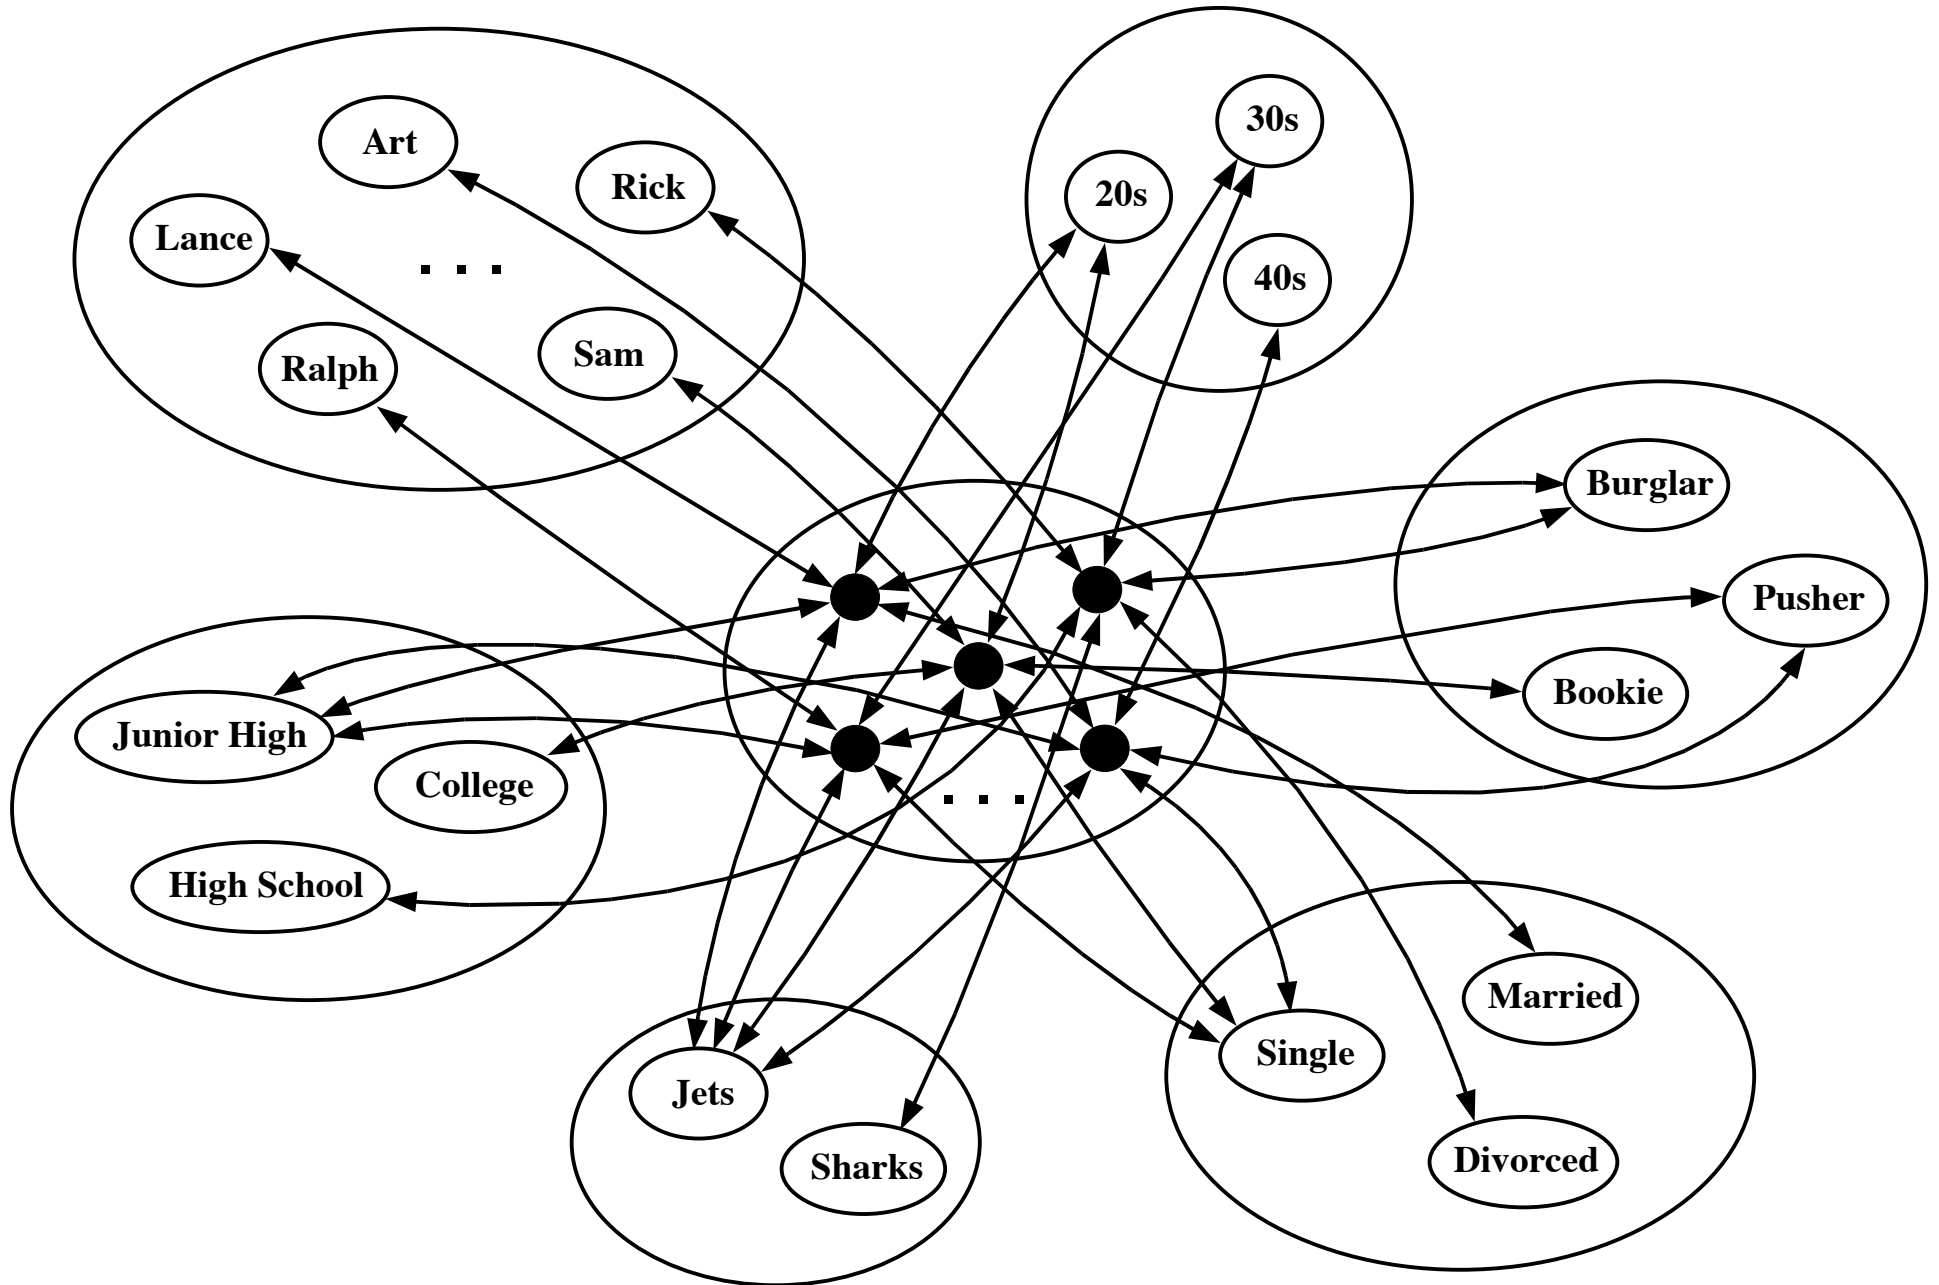 Art
Rick
Lance
. . .
Ralph
Sam
30s
20s
40s
Burglar
Pusher
Bookie
Junior High
College
High School
. . .
Jets
Sharks
Married
Single
Divorced